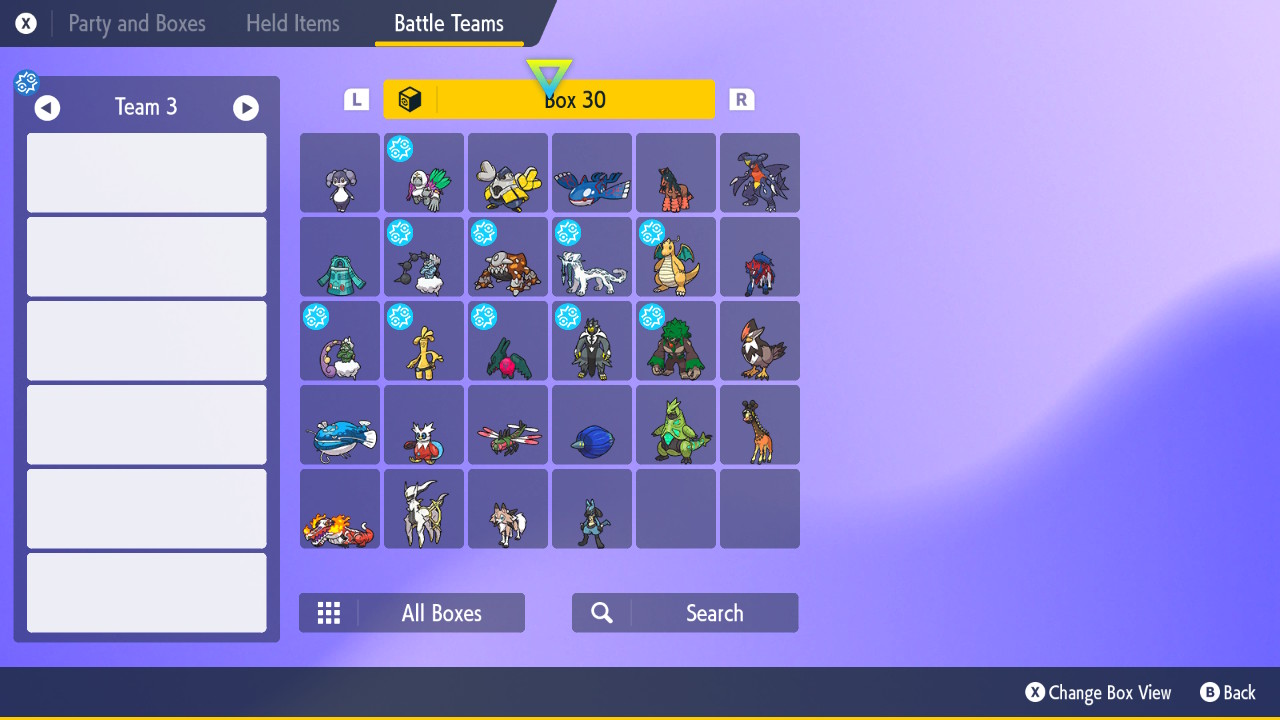 X Party and Boxes Held Items Battle Teams
Team 3
L Box 30 R
All Boxes
Search
X Change Box View B Back